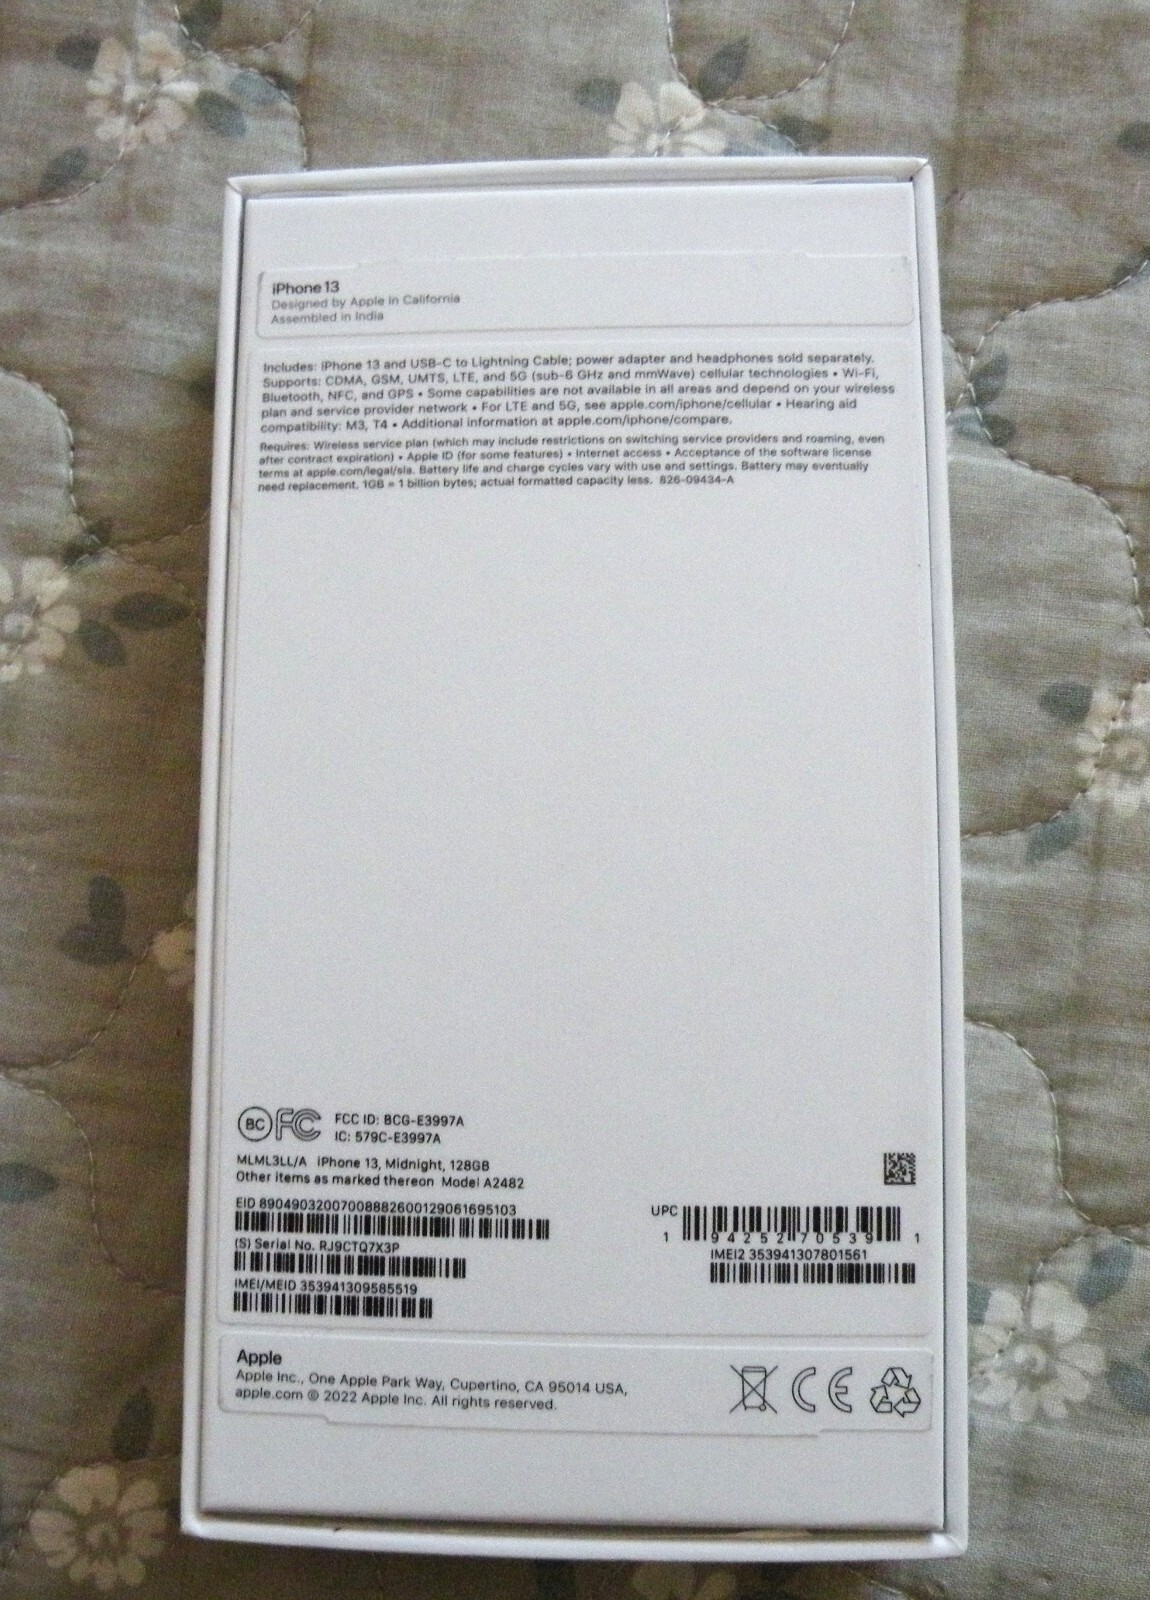 iPhone 13
Designed by Apple in California
Assembled in India
Includes: iPhone 13 and USB-C to Lightning Cable; power adapter and headphones sold separately.
Supports: CDMA, GSM, UMTS, LTE, and 5G (sub-6 GHz and mmWave) cellular technologies • Wi-Fi,
Bluetooth, NFC, and GPS • Some capabilities are not available in all areas and depend on your wireless
plan and service provider network • For LTE and 5G, see apple.com/iphone/cellular • Hearing aid
compatibility: M3, T4 • Additional information at apple.com/iphone/compare.
Requires: Wireless service plan (which may include restrictions on switching service providers and roaming, even
after contract expiration) • Apple ID (for some features) • Internet access • Acceptance of the software license
terms at apple.com/legal/sla. Battery life and charge cycles vary with use and settings. Battery may eventually
need replacement. 1GB = 1 billion bytes; actual formatted capacity less. 826-09434-A
BC FC FCC ID: BCG-E3997A
IC: 579C-E3997A
MLML3LL/A iPhone 13, Midnight, 128GB
Other items as marked thereon Model A2482
EID 89049032007008882600129061695103
(S) Serial No. RJ9CTQ7X3P
IMEI/MEID 353941309585519
UPC
1 94252 70539 1
IMEI2 353941307801561
Apple
Apple Inc., One Apple Park Way, Cupertino, CA 95014 USA,
apple.com © 2022 Apple Inc. All rights reserved.
CE